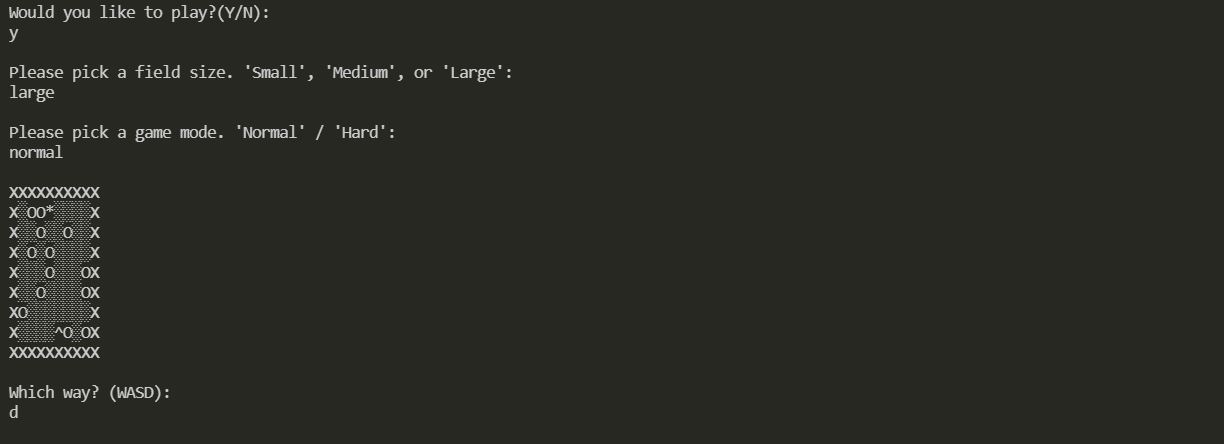 Would you like to play?(Y/N):
y
Please pick a field size. 'Small', 'Medium', or 'Large':
large
Please pick a game mode. 'Normal' / 'Hard':
normal
XXXXXXXXXX
X░OO*░░░░X
X░░O░░O░░X
X░O░O░░░░X
X░░░O░░░OX
X░░O░░░░OX
XO░░░░░░░X
X░░░░^O░OX
XXXXXXXXXX
Which way? (WASD):
d